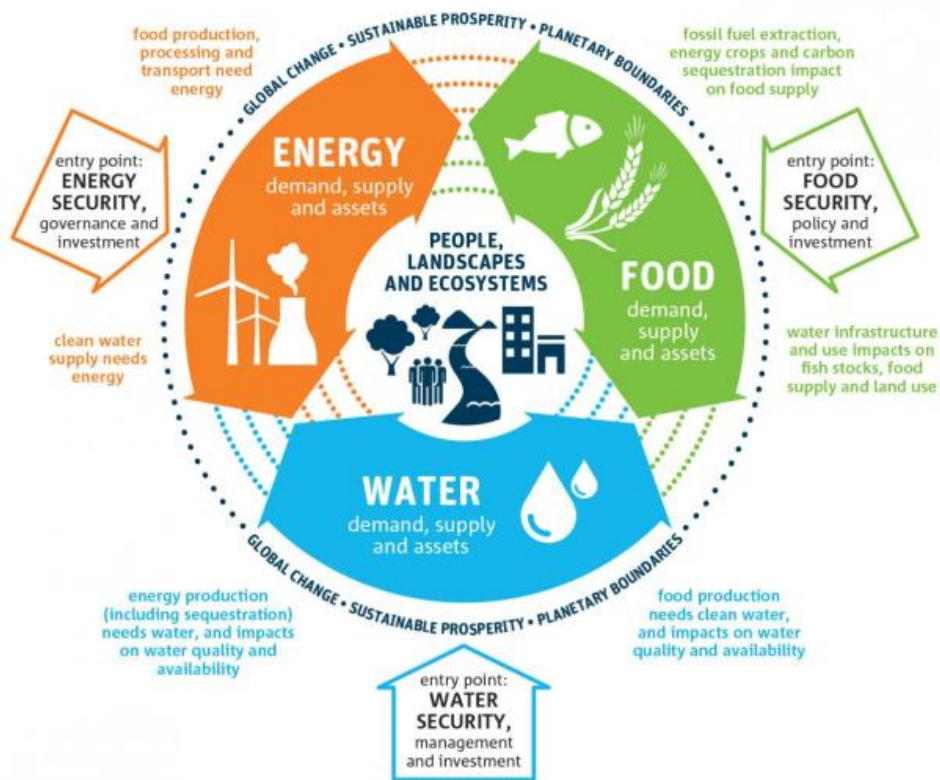 GLOBAL CHANGE • SUSTAINABLE PROSPERITY • PLANETARY BOUNDARIES
food production,
processing and
transport need
energy
fossil fuel extraction,
energy crops and carbon
sequestration impact
on food supply
entry point:
ENERGY
SECURITY,
governance and
investment
ENERGY
demand, supply
and assets
entry point:
FOOD
SECURITY,
policy and
investment
PEOPLE,
LANDSCAPES
AND ECOSYSTEMS
FOOD
demand,
supply
and assets
clean water
supply needs
energy
water infrastructure
and use impacts on
fish stocks, food
supply and land use
WATER
demand, supply
and assets
GLOBAL CHANGE • SUSTAINABLE PROSPERITY • PLANETARY BOUNDARIES
energy production
(including sequestration)
needs water, and impacts
on water quality and
availability
food production
needs clean water,
and impacts on water
quality and availability
entry point:
WATER
SECURITY,
management
and investment